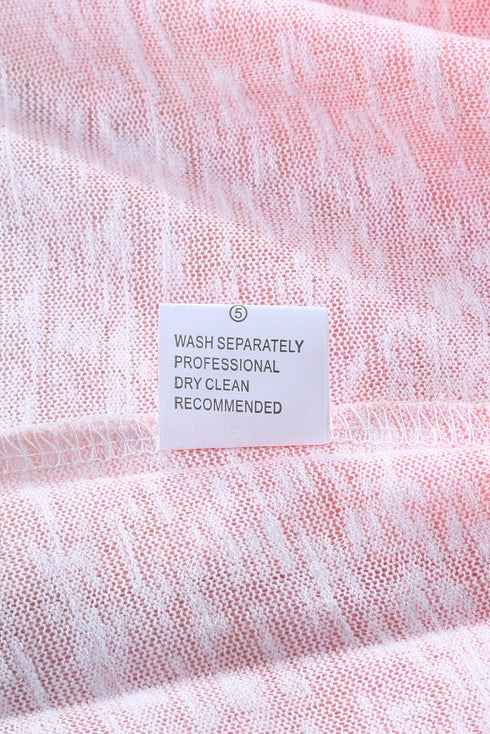 ⑤
WASH SEPARATELY
PROFESSIONAL
DRY CLEAN
RECOMMENDED